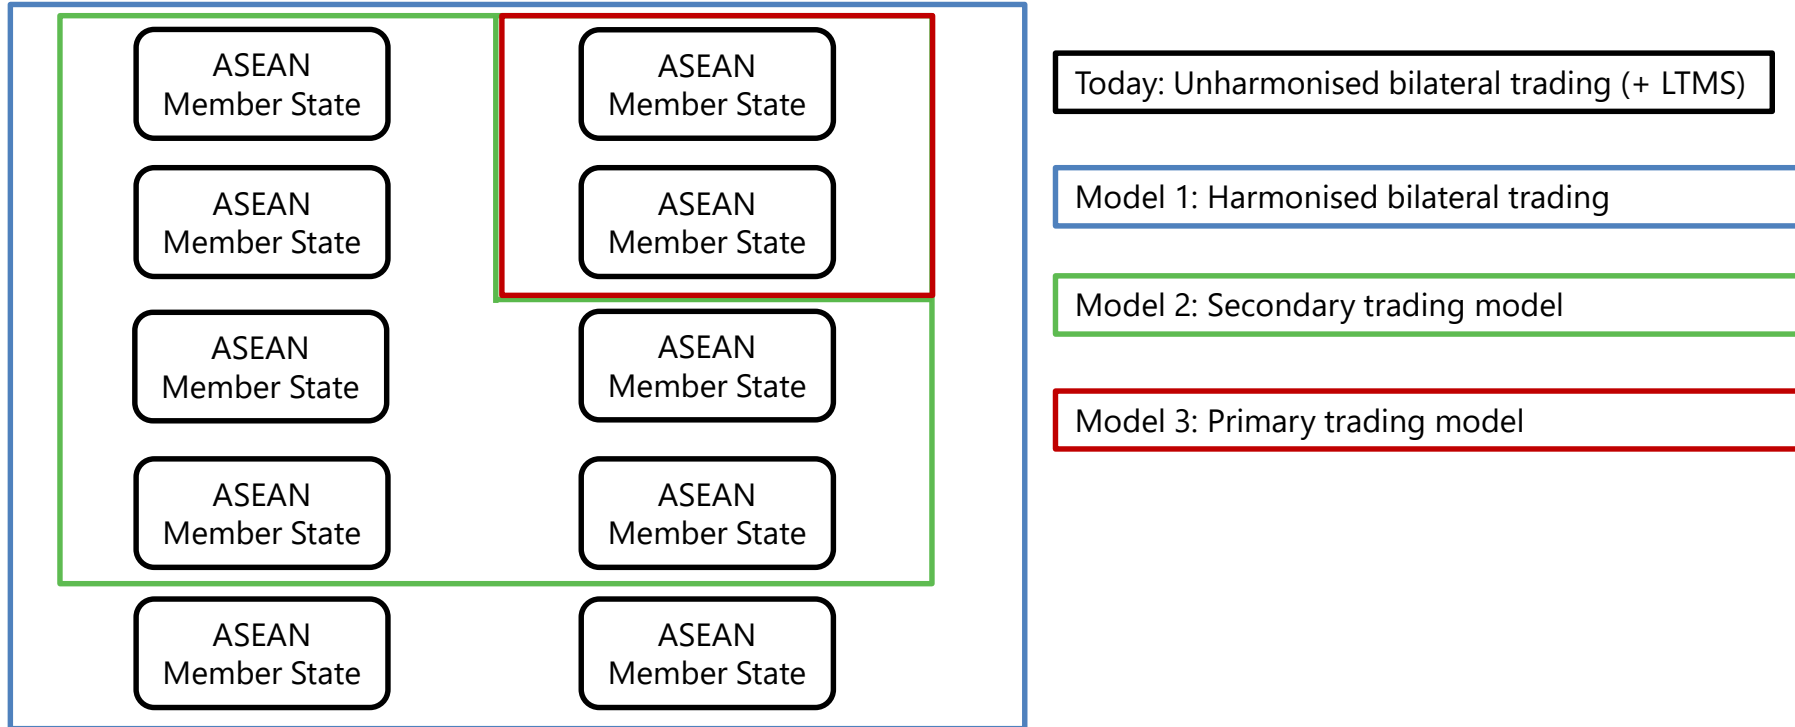 ASEAN
Member State
ASEAN
Member State
ASEAN
Member State
ASEAN
Member State
ASEAN
Member State
ASEAN
Member State
ASEAN
Member State
ASEAN
Member State
ASEAN
Member State
ASEAN
Member State
Today: Unharmonised bilateral trading (+ LTMS)
Model 1: Harmonised bilateral trading
Model 2: Secondary trading model
Model 3: Primary trading model